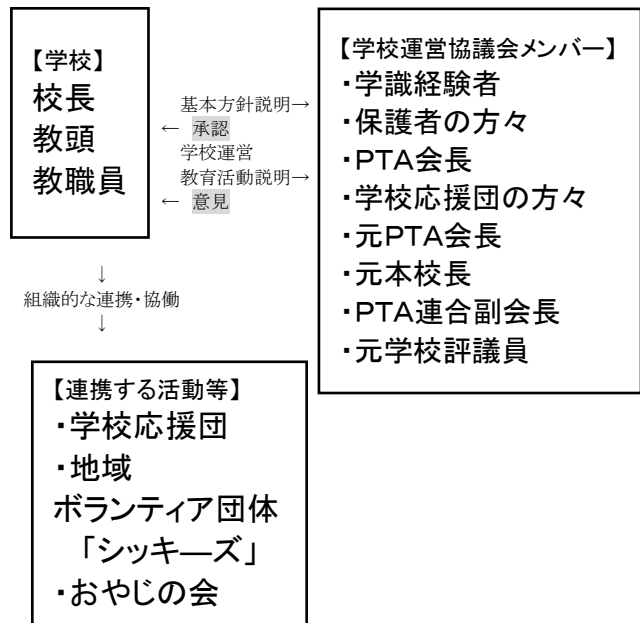 【学校】
校長
教頭
教職員
基本方針説明→
← 承認
学校運営
教育活動説明→
← 意見
【学校運営協議会メンバー】
・学識経験者
・保護者の方々
・PTA会長
・学校応援団の方々
・元PTA会長
・元本校長
・PTA連合副会長
・元学校評議員
↓
組織的な連携・協働
↓
【連携する活動等】
・学校応援団
・地域
ボランティア団体
「シッキ―ズ」
・おやじの会